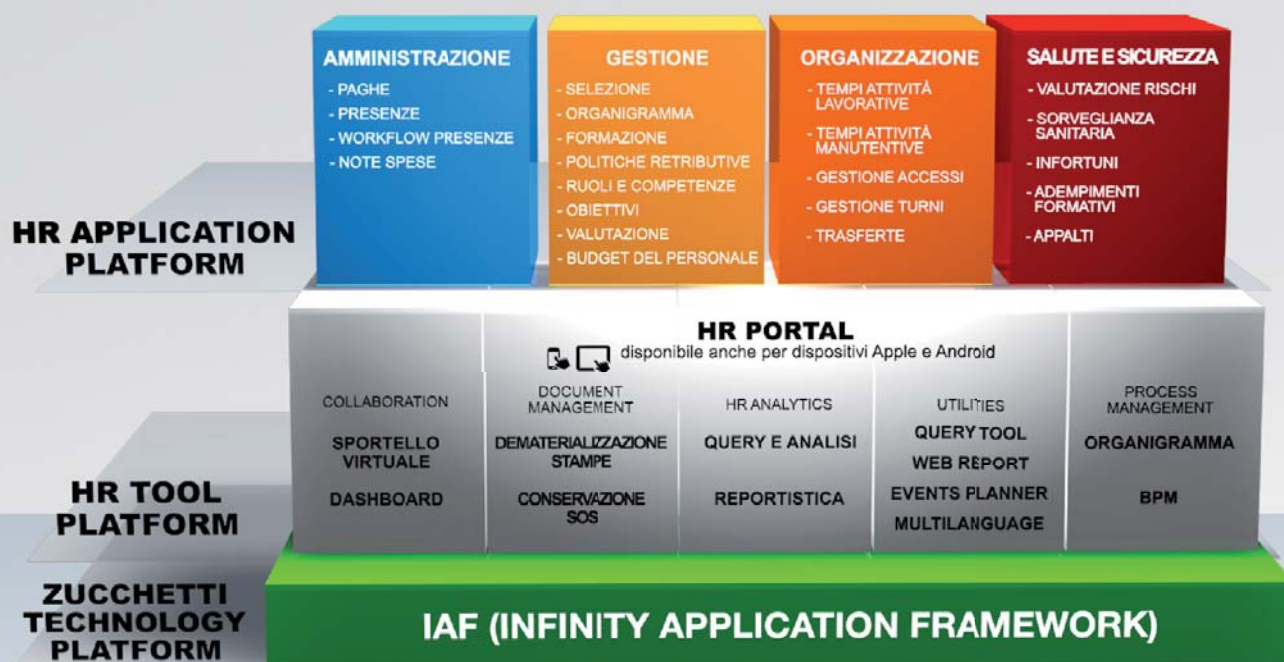 AMMINISTRAZIONE
- PAGHE
- PRESENZE
- WORKFLOW PRESENZE
- NOTE SPESE
GESTIONE
- SELEZIONE
- ORGANIGRAMMA
- FORMAZIONE
- POLITICHE RETRIBUTIVE
- RUOLI E COMPETENZE
- OBIETTIVI
- VALUTAZIONE
- BUDGET DEL PERSONALE
ORGANIZZAZIONE
- TEMPI ATTIVITÀ
LAVORATIVE
- TEMPI ATTIVITÀ
MANUTENTIVE
- GESTIONE ACCESSI
- GESTIONE TURNI
- TRASFERTE
SALUTE E SICUREZZA
- VALUTAZIONE RISCHI
- SORVEGLIANZA
SANITARIA
- INFORTUNI
- ADEMPIMENTI
FORMATIVI
- APPALTI
HR APPLICATION
PLATFORM
HR PORTAL
disponibile anche per dispositivi Apple e Android
COLLABORATION
SPORTELLO
VIRTUALE
DASHBOARD
DOCUMENT
MANAGEMENT
DEMATERIALIZZAZIONE
STAMPE
CONSERVAZIONE
SOS
HR ANALYTICS
QUERY E ANALISI
REPORTISTICA
UTILITIES
QUERY TOOL
WEB REPORT
EVENTS PLANNER
MULTILANGUAGE
PROCESS
MANAGEMENT
ORGANIGRAMMA
BPM
HR TOOL
PLATFORM
ZUCCHETTI
TECHNOLOGY
PLATFORM
IAF (INFINITY APPLICATION FRAMEWORK)